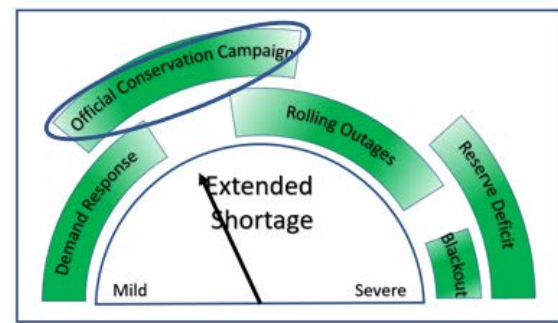 Official Conservation Campaign
Rolling Outages
Reserve Deficit
Demand Response
Blackout
Extended
Shortage
Mild
Severe